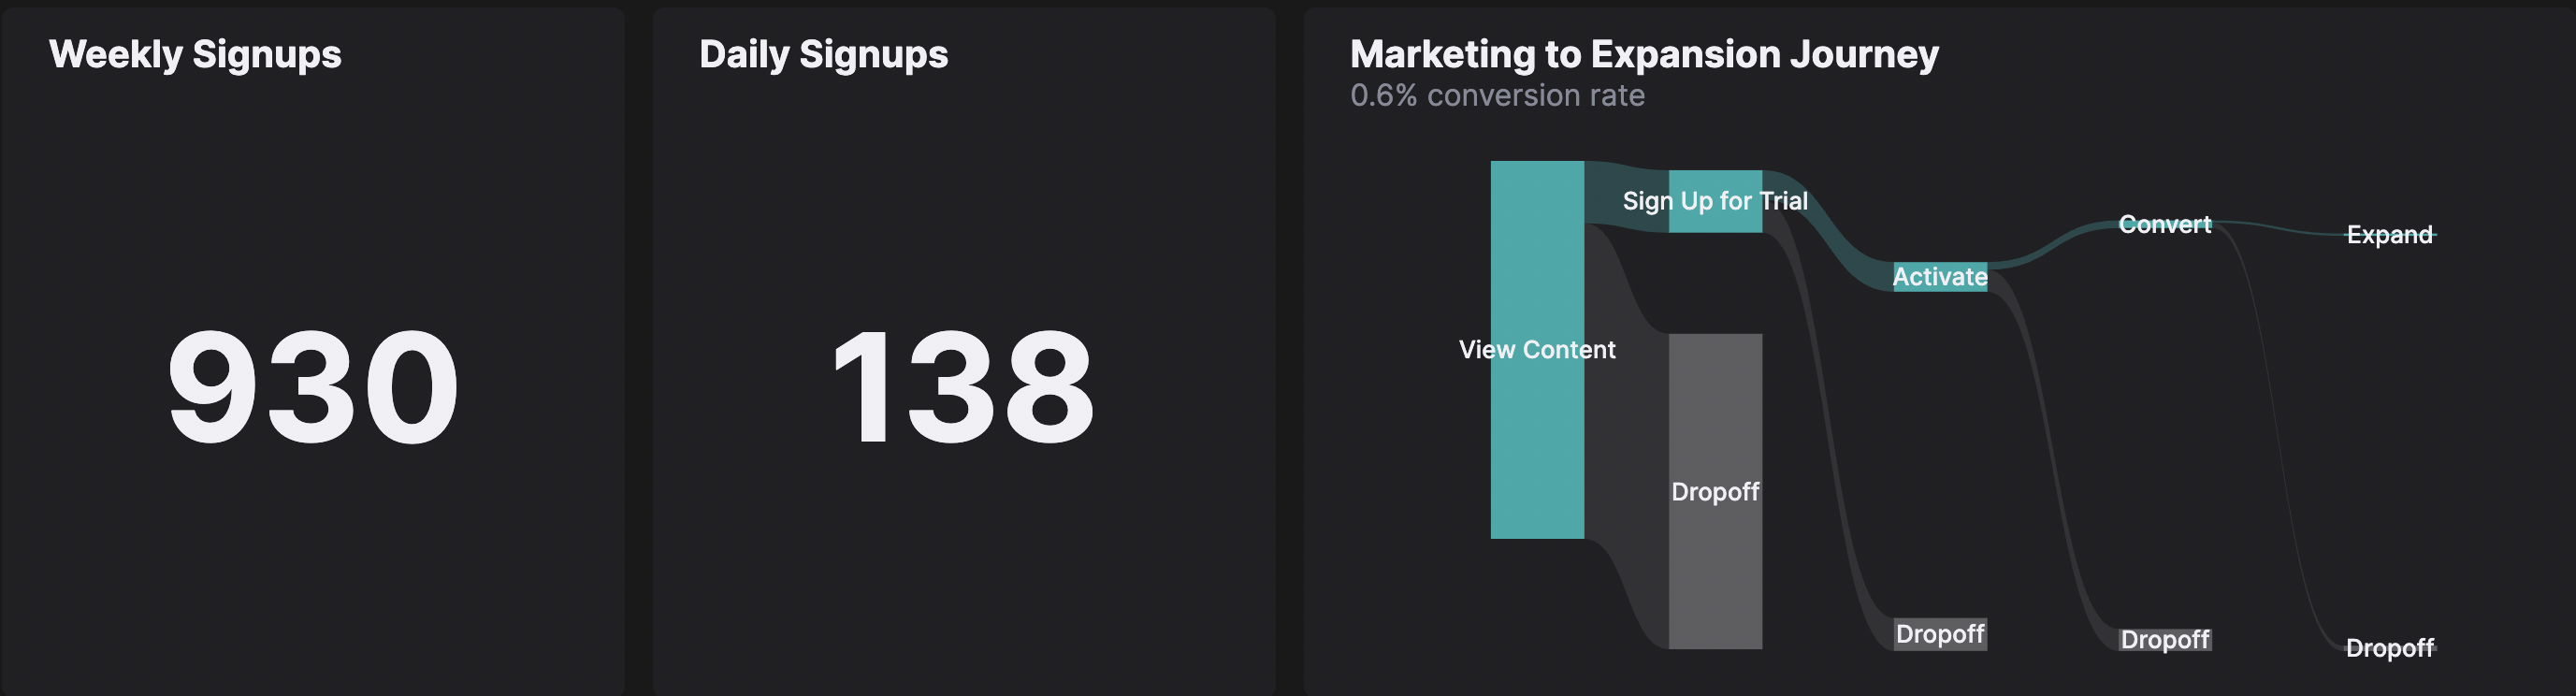 Weekly Signups
930
Daily Signups
138
Marketing to Expansion Journey
0.6% conversion rate
View Content
Sign Up for Trial
Dropoff
Activate
Dropoff
Convert
Dropoff
Expand
Dropoff